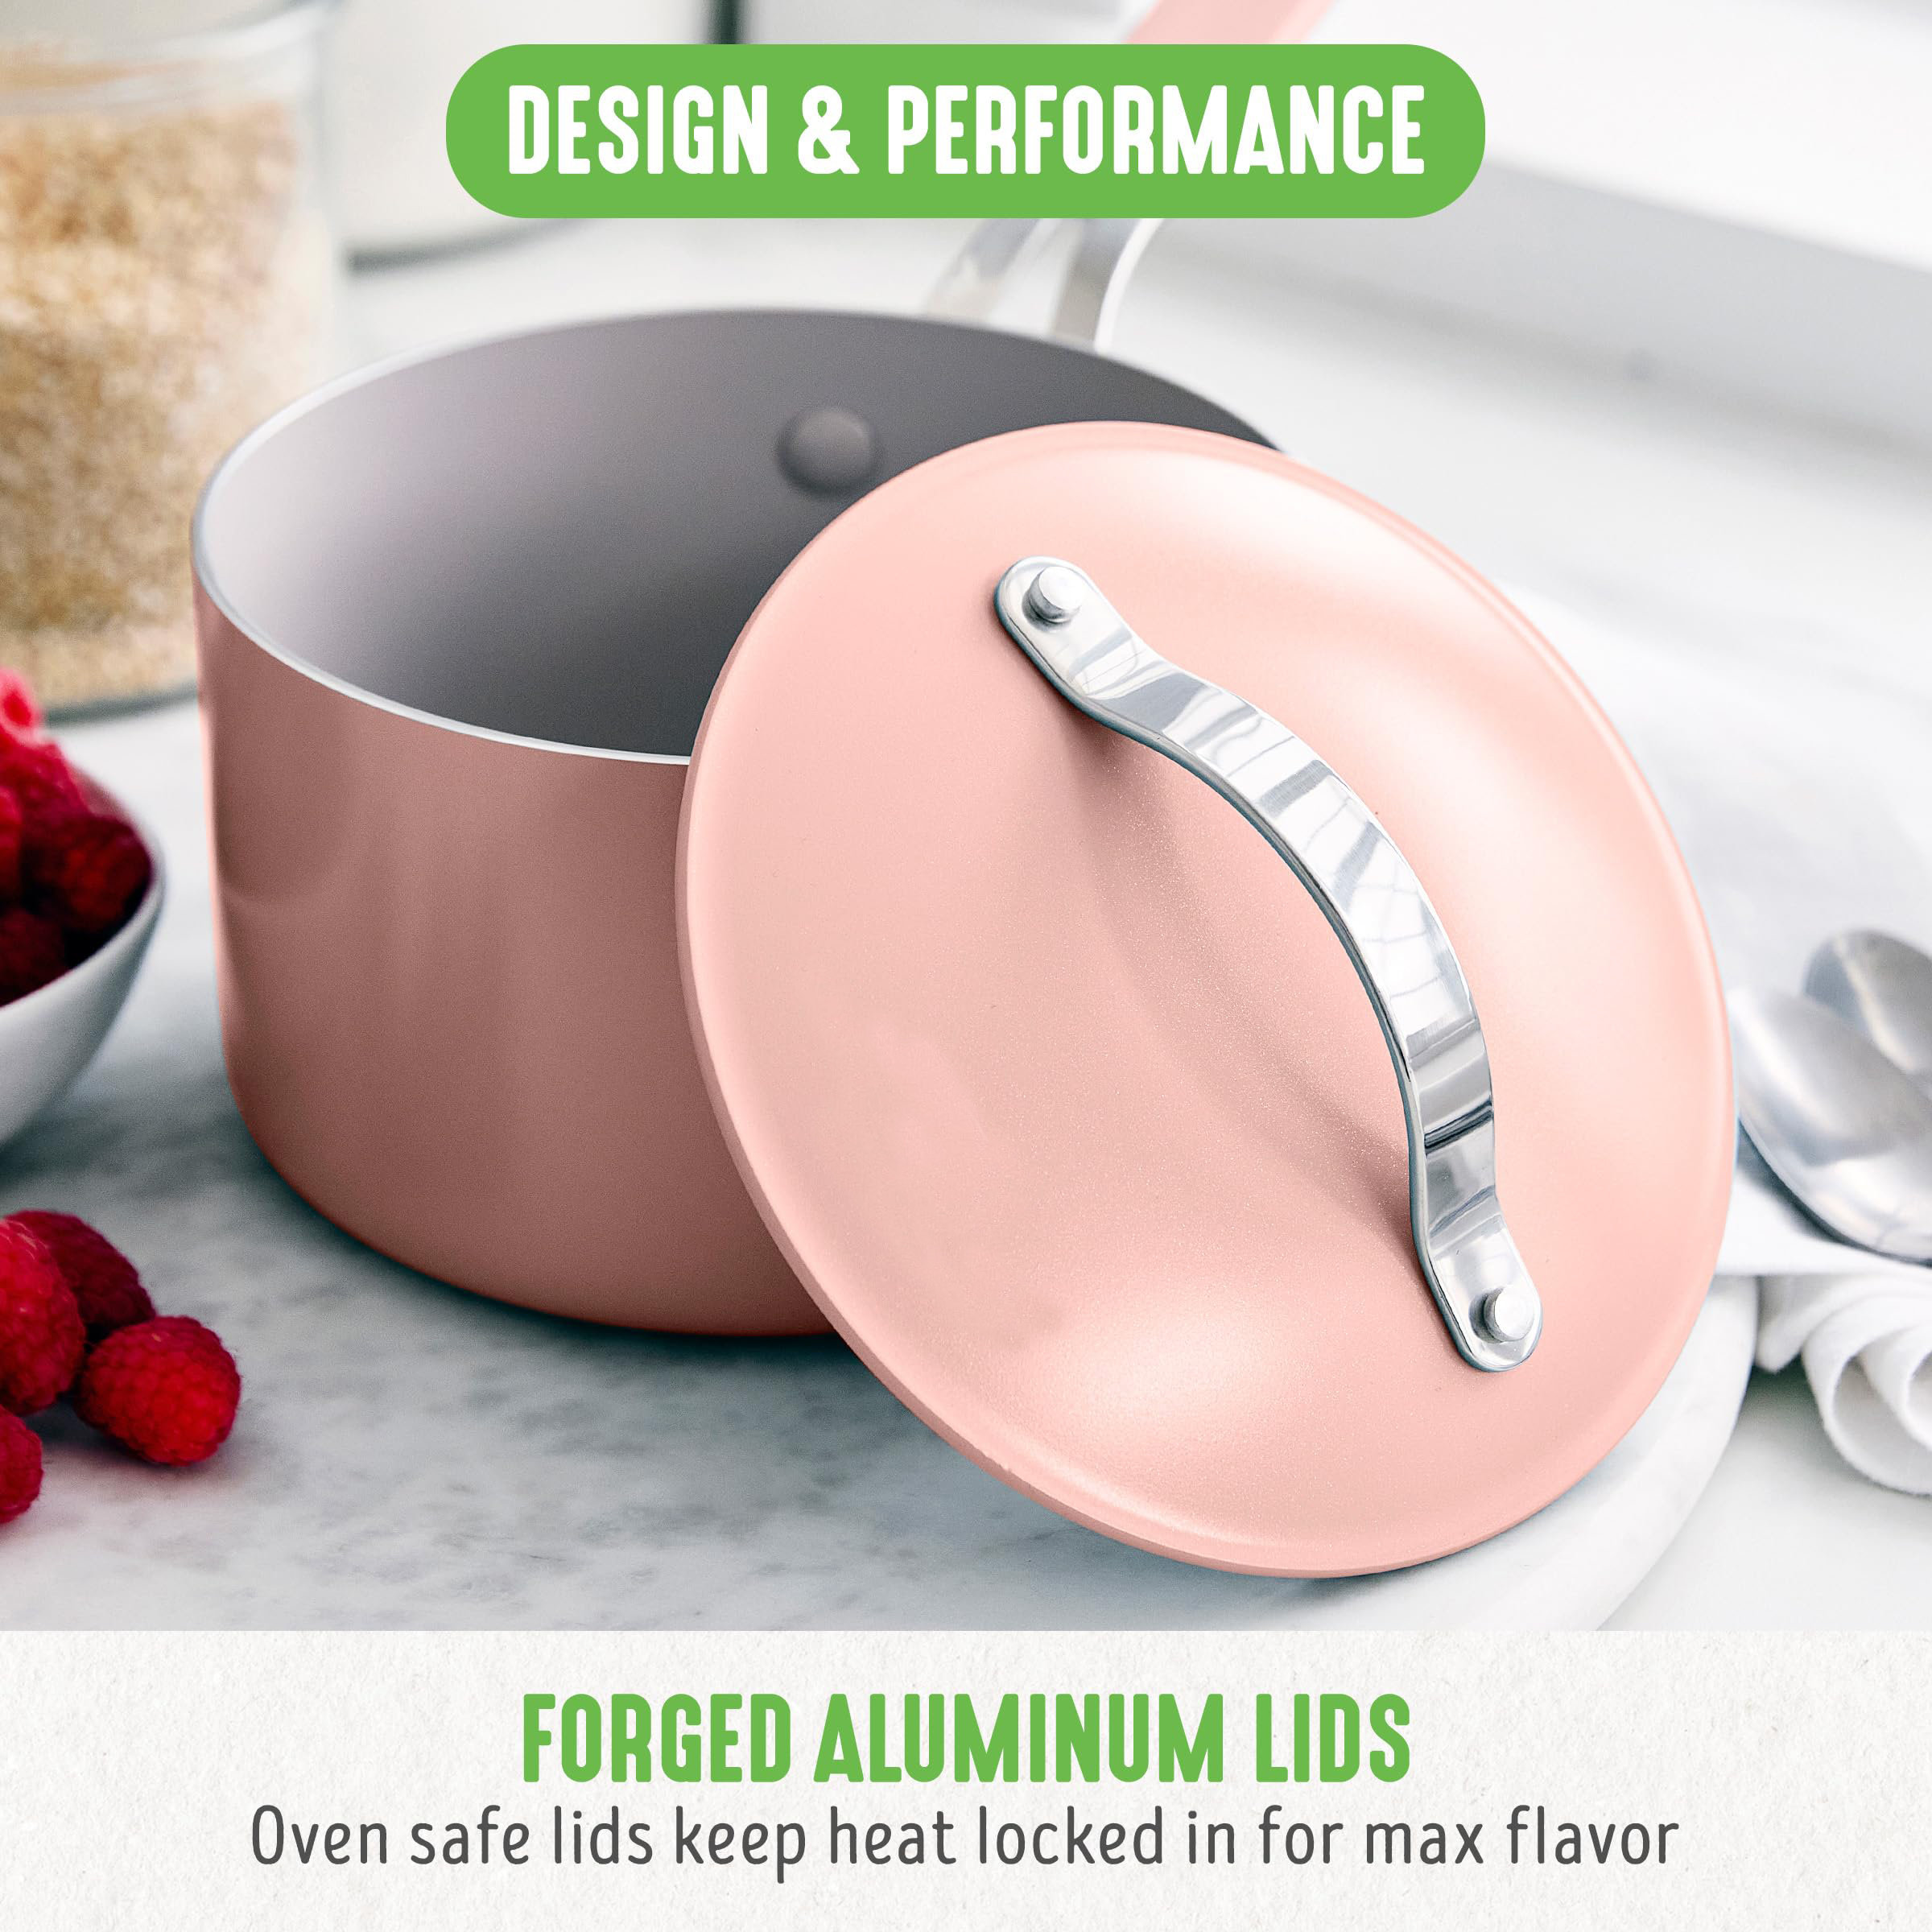 DESIGN & PERFORMANCE
FORGED ALUMINUM LIDS
Oven safe lids keep heat locked in for max flavor